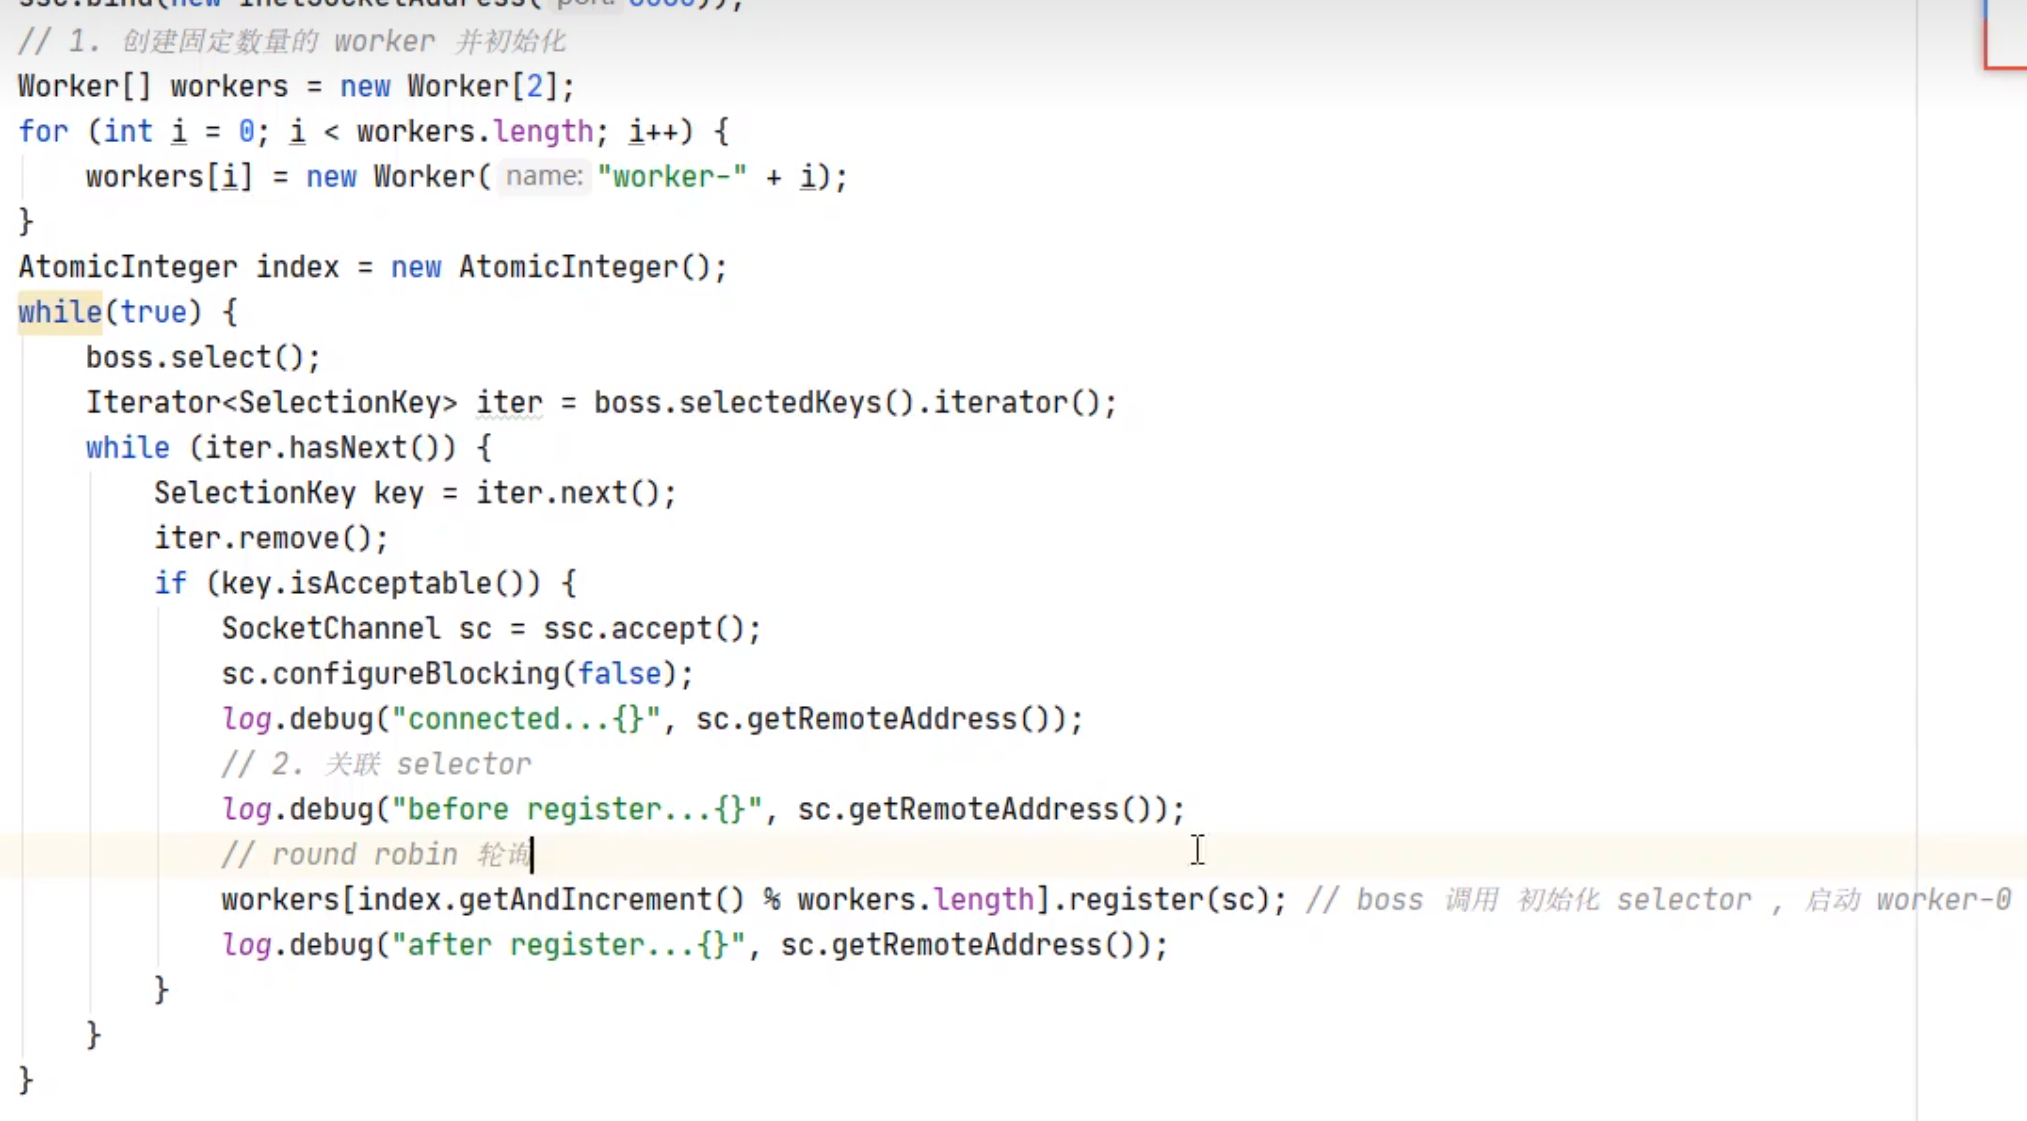 ssc.bind(new InetSocketAddress( port:
// 1. 创建固定数量的 worker 并初始化
Worker[] workers = new Worker[2];
for (int i = 0; i < workers.length; i++) {
    workers[i] = new Worker( name: "worker-" + i);
}
AtomicInteger index = new AtomicInteger();
while(true) {
    boss.select();
    Iterator<SelectionKey> iter = boss.selectedKeys().iterator();
    while (iter.hasNext()) {
        SelectionKey key = iter.next();
        iter.remove();
        if (key.isAcceptable()) {
            SocketChannel sc = ssc.accept();
            sc.configureBlocking(false);
            log.debug("connected...{}", sc.getRemoteAddress());
            // 2. 关联 selector
            log.debug("before register...{}", sc.getRemoteAddress());
            // round robin 轮询
            workers[index.getAndIncrement() % workers.length].register(sc); // boss 调用 初始化 selector , 启动 worker-0
            log.debug("after register...{}", sc.getRemoteAddress());
        }
    }
}